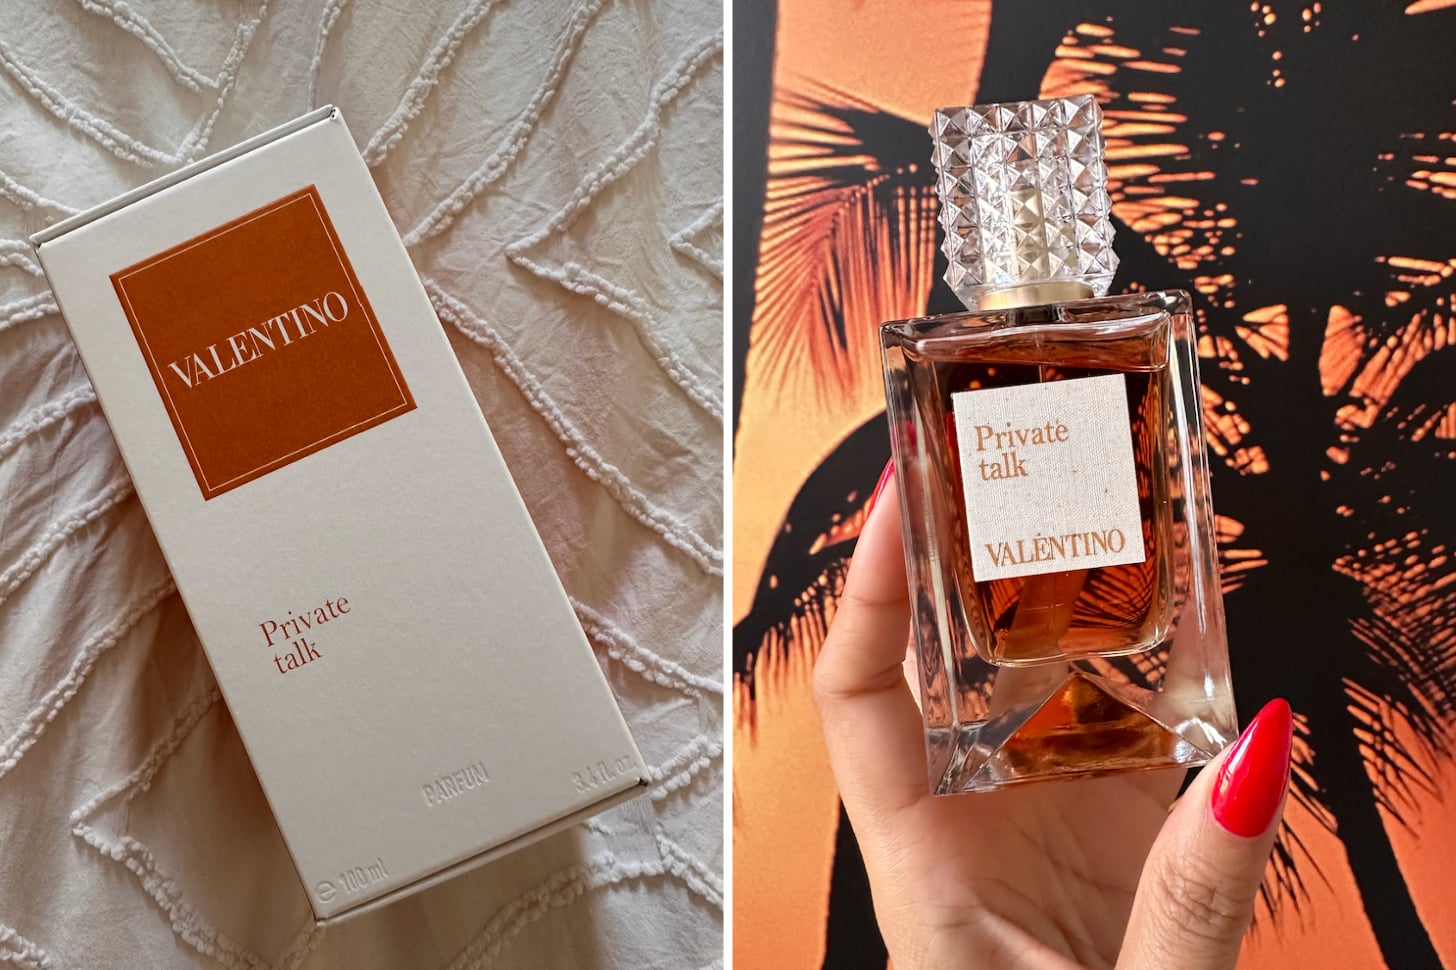 VALENTINO
Private
talk
PARFUM
3.4 fl. oz
℮ 100 ml
Private
talk
VALENTINO